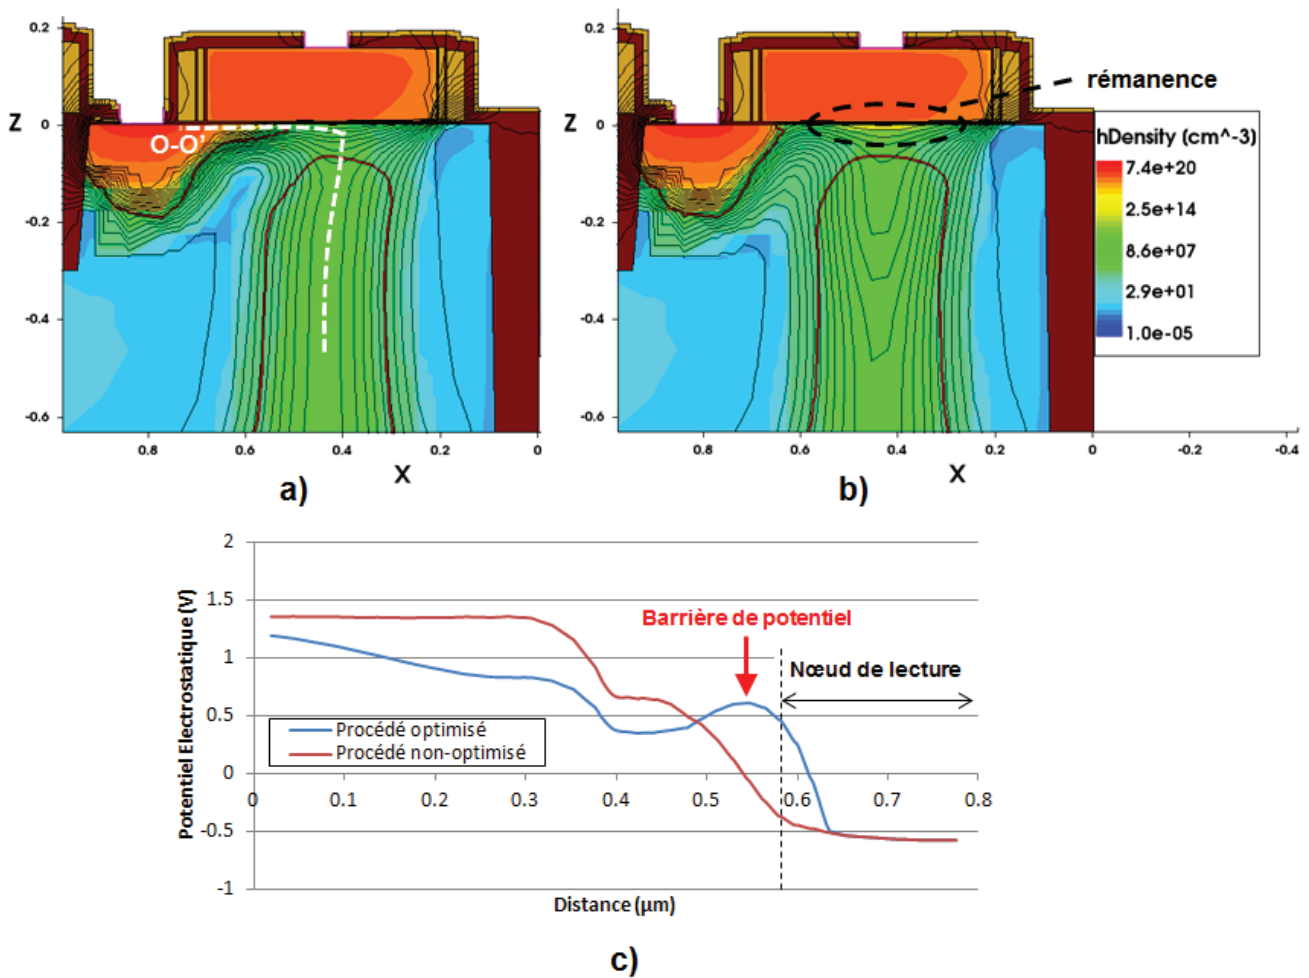 0.2
0
-0.2
-0.4
-0.6
Z
O-O'
0.8 0.6 0.4 0.2 0
X
a)
0.2
0
-0.2
-0.4
-0.6
Z
rémanence
hDensity (cm^-3)
7.4e+20
2.5e+14
8.6e+07
2.9e+01
1.0e-05
0.8 0.6 0.4 0.2 0 -0.2 -0.4
X
b)
2
1.5
1
0.5
0
-0.5
-1
Potentiel Electrostatique (V)
Barrière de potentiel
Nœud de lecture
Procédé optimisé
Procédé non-optimisé
0 0.1 0.2 0.3 0.4 0.5 0.6 0.7 0.8
Distance (µm)
c)